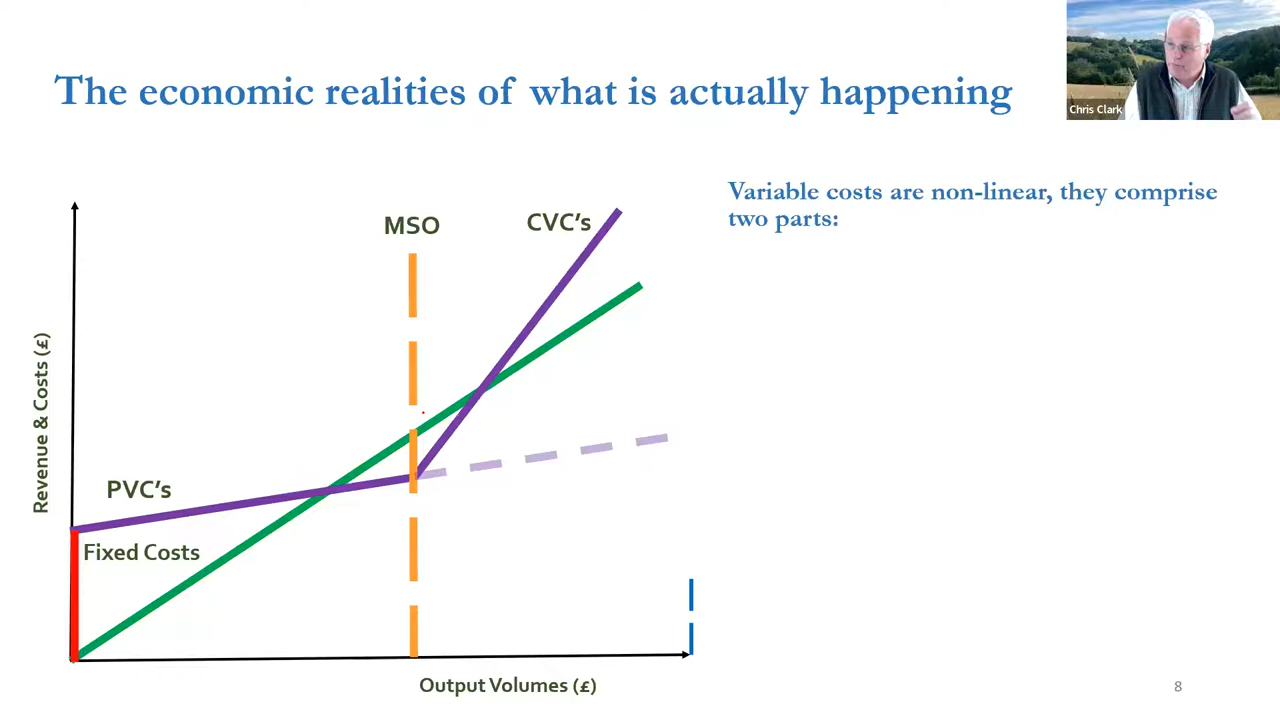 The economic realities of what is actually happening
Chris Clark
Variable costs are non-linear, they comprise
two parts:
MSO
CVC's
Revenue & Costs (£)
PVC's
Fixed Costs
Output Volumes (£)
8